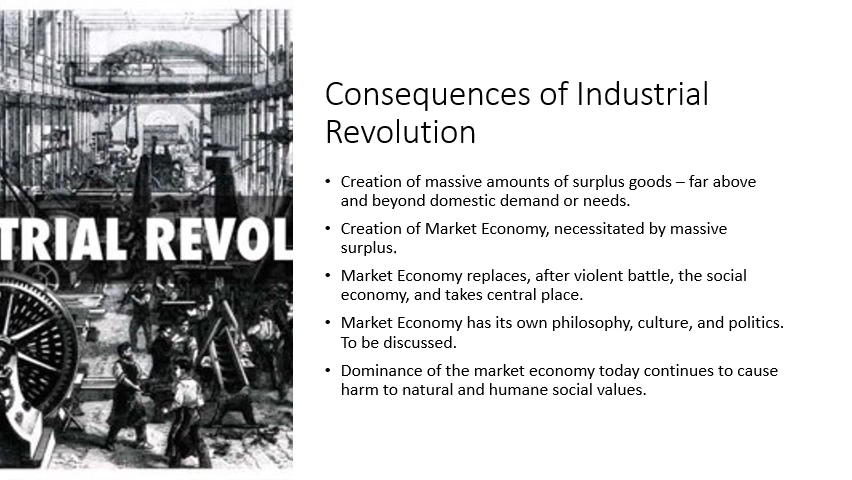 TRIAL REVOL
Consequences of Industrial
Revolution
• Creation of massive amounts of surplus goods – far above
and beyond domestic demand or needs.
• Creation of Market Economy, necessitated by massive
surplus.
• Market Economy replaces, after violent battle, the social
economy, and takes central place.
• Market Economy has its own philosophy, culture, and politics.
To be discussed.
• Dominance of the market economy today continues to cause
harm to natural and humane social values.